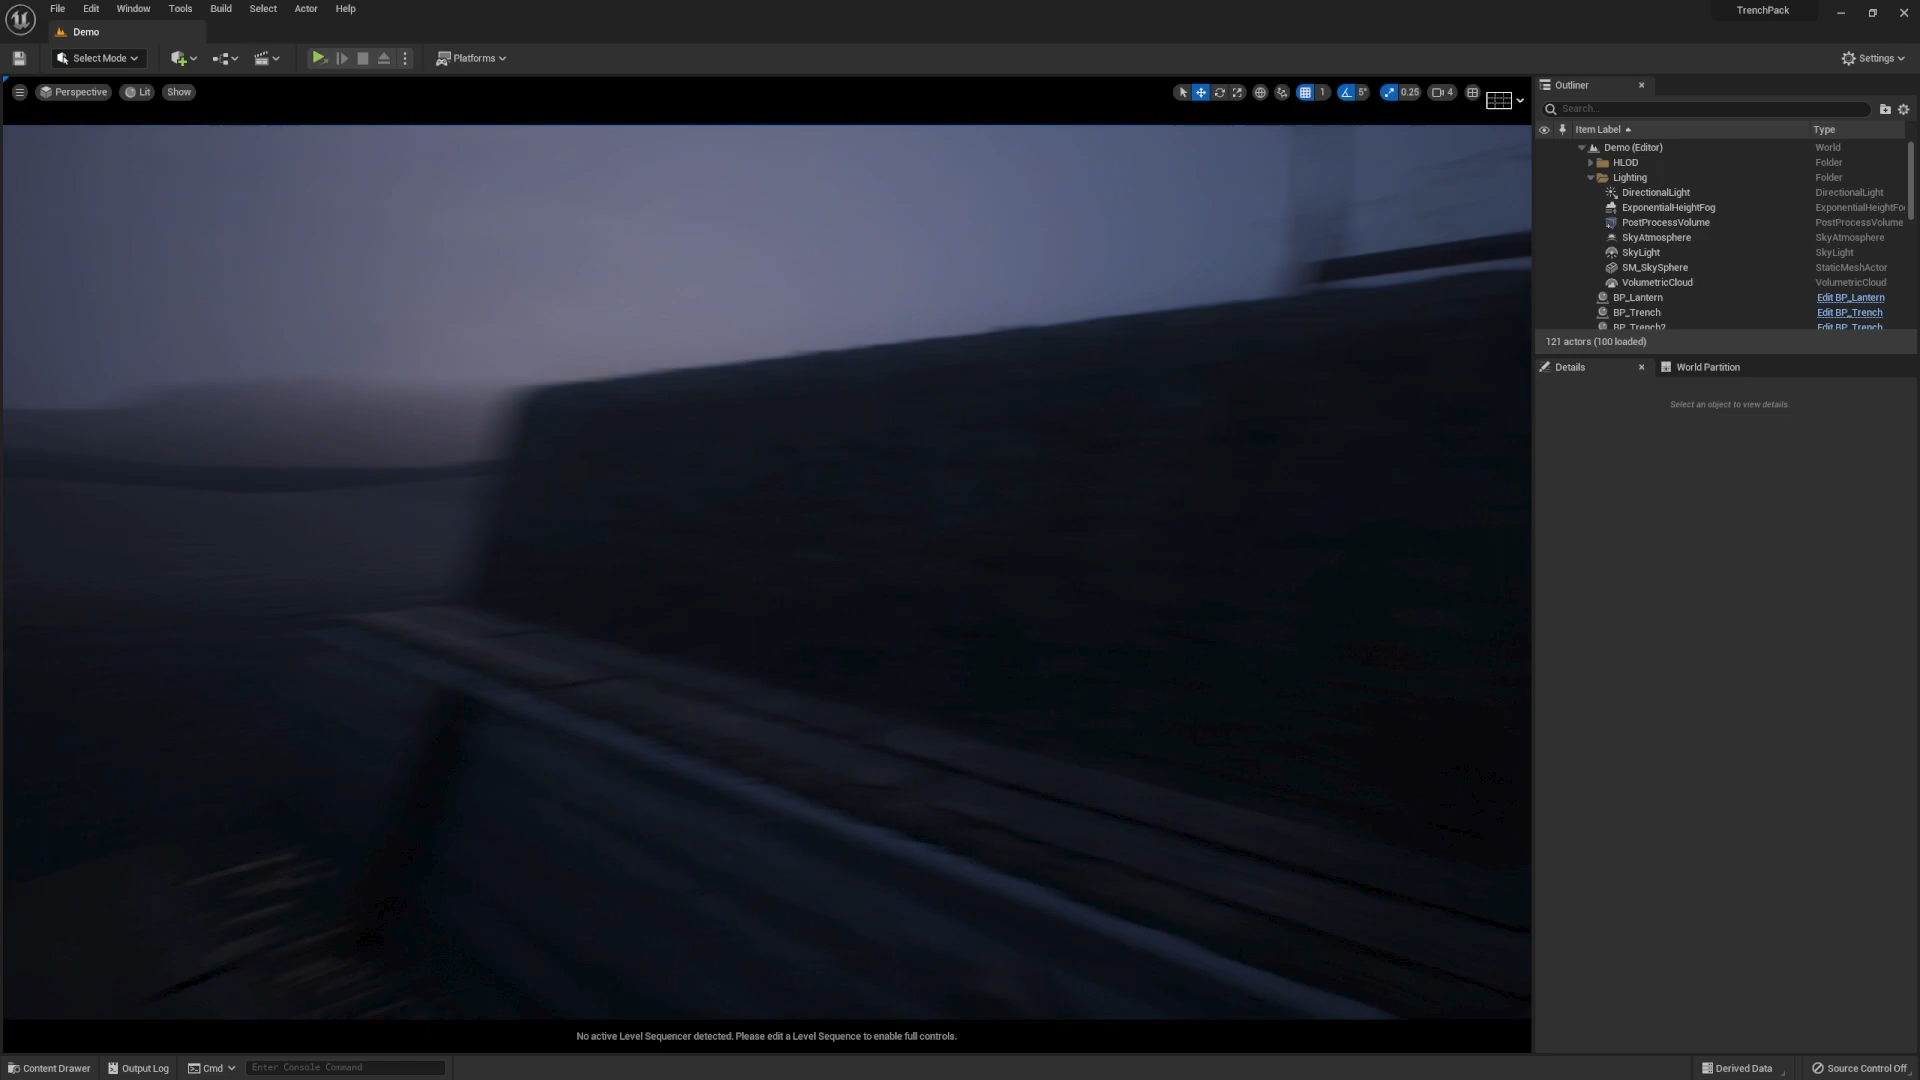 File Edit Window Tools Build Select Actor Help
TrenchPack
Demo
Select Mode
Platforms
Settings
Perspective
Lit
Show
1
5°
0.25
4
Outliner
Search...
Item Label
Type
Demo (Editor) World
HLOD Folder
Lighting Folder
DirectionalLight DirectionalLight
ExponentialHeightFog ExponentialHeightFo
PostProcessVolume PostProcessVolume
SkyAtmosphere SkyAtmosphere
SkyLight SkyLight
SM_SkySphere StaticMeshActor
VolumetricCloud VolumetricCloud
BP_Lantern Edit BP_Lantern
BP_Trench Edit BP_Trench
BP_Trench2 Edit BP_Trench
121 actors (100 loaded)
Details
World Partition
Select an object to view details.
No active Level Sequencer detected. Please edit a Level Sequence to enable full controls.
Content Drawer
Output Log
Cmd
Enter Console Command
Derived Data
Source Control Off